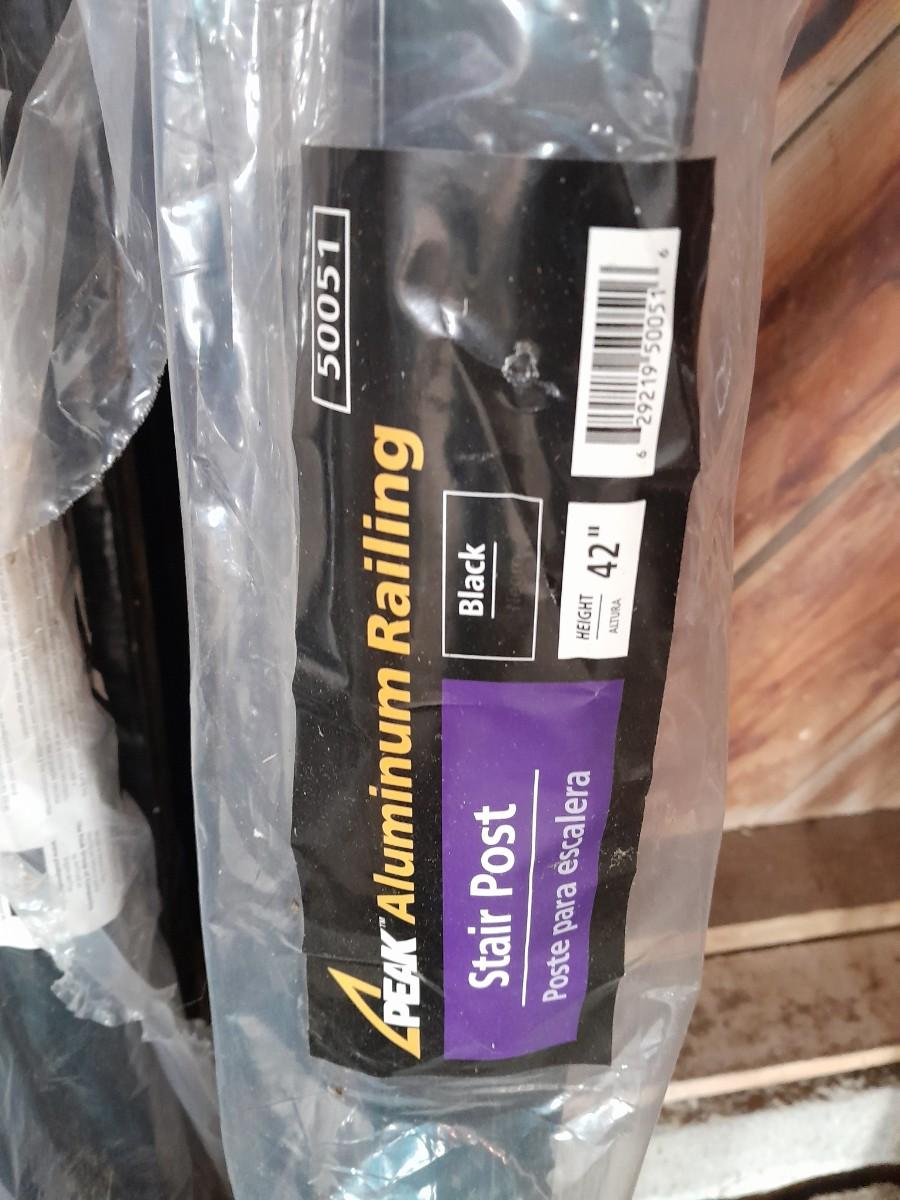 50051
PEAK™ Aluminum Railing
Stair Post
Poste para escalera
Black
HEIGHT
ALTURA
42"
6 29219 50051 6